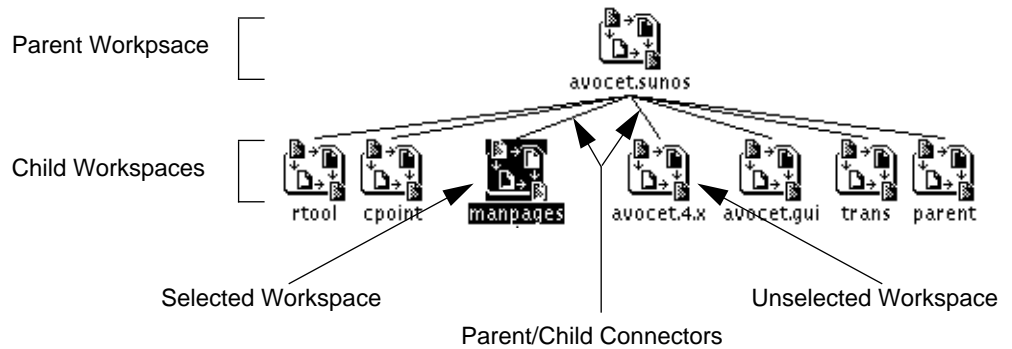 Parent Workpsace
avocet.sunos
Child Workspaces
rtool cpoint manpages avocet.4.x avocet.gui trans parent
Selected Workspace
Unselected Workspace
Parent/Child Connectors